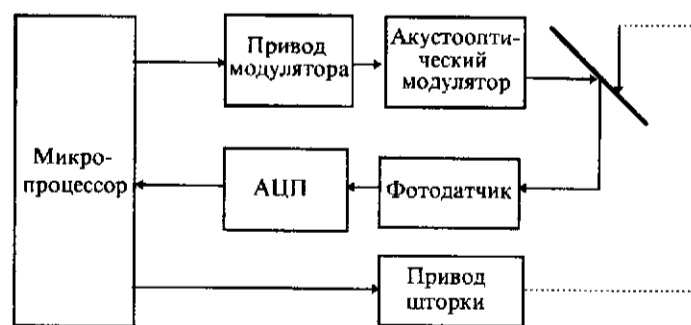 Микро-
процессор
Привод
модулятора
Акустоопти-
ческий
модулятор
АЦП
Фотодатчик
Привод
шторки